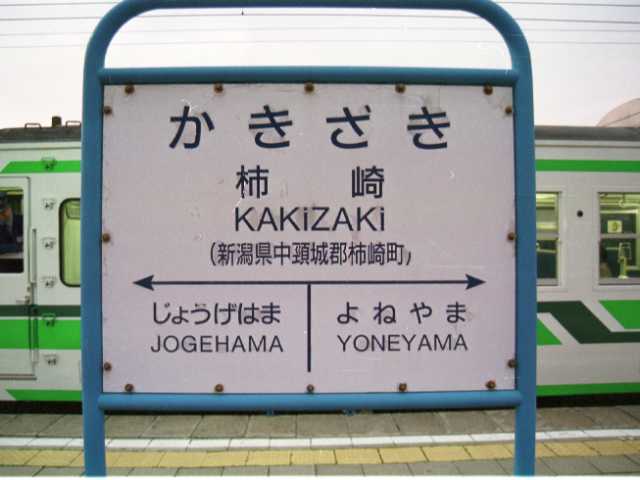 かきざき
柿崎
KAKiZAKi
(新潟県中頚城郡柿崎町)
じょうげはま よねやま
JOGEHAMA YONEYAMA